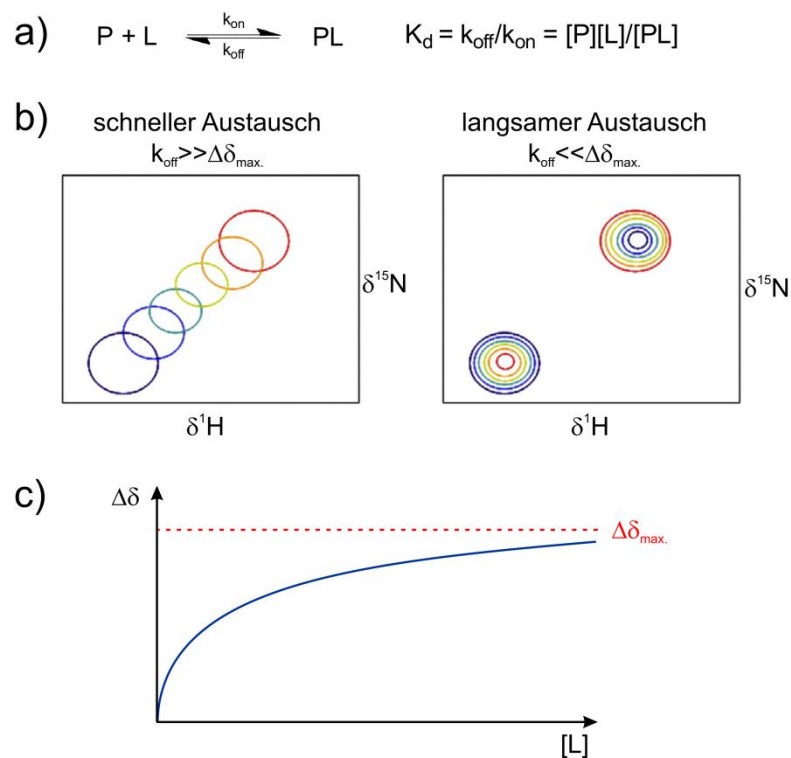 a)
k_on
P + L ⇌ PL
k_off
K_d = k_off/k_on = [P][L]/[PL]
b)
schneller Austausch
k_off>>Δδ_max.
δ¹⁵N
δ¹H
langsamer Austausch
k_off<<Δδ_max.
δ¹⁵N
δ¹H
c)
Δδ
Δδ_max.
[L]